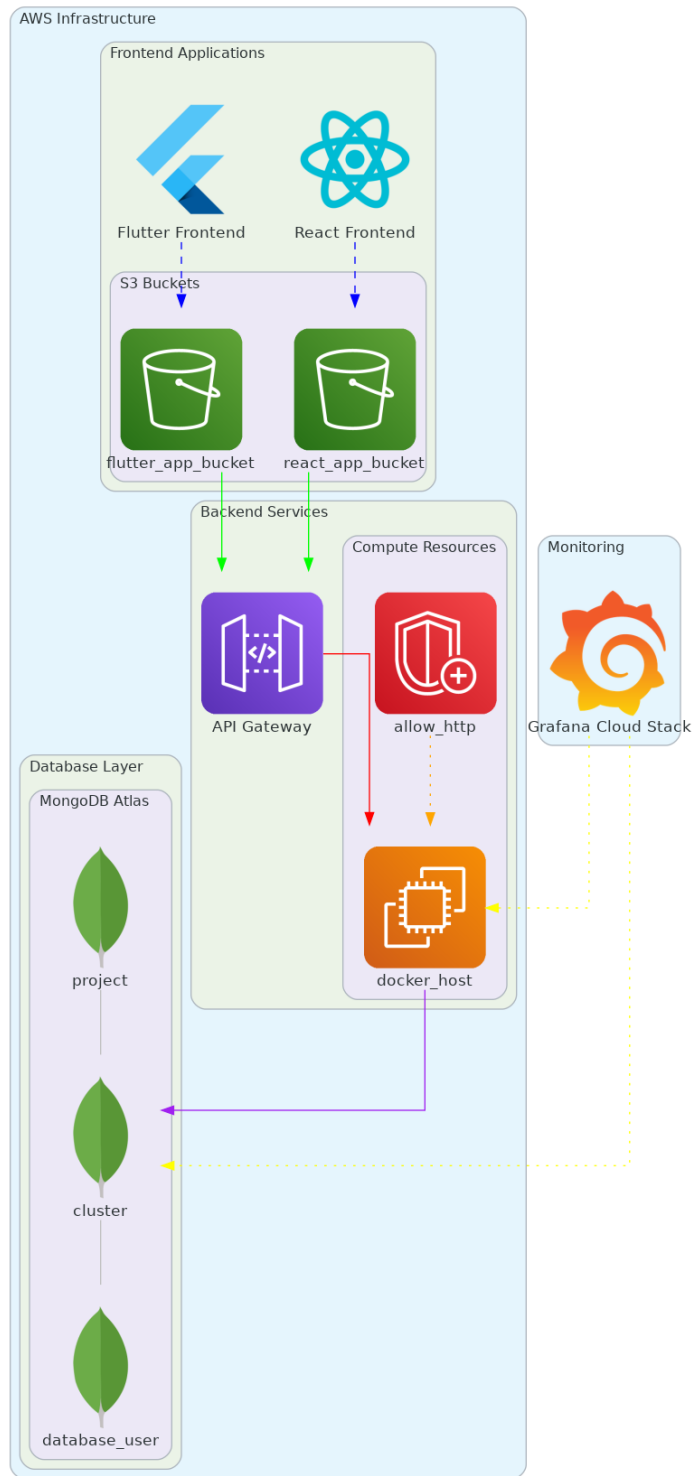 AWS Infrastructure
Frontend Applications
Flutter Frontend
React Frontend
S3 Buckets
flutter_app_bucket
react_app_bucket
Backend Services
Compute Resources
Monitoring
API Gateway
allow_http
Grafana Cloud Stack
Database Layer
MongoDB Atlas
project
docker_host
cluster
database_user